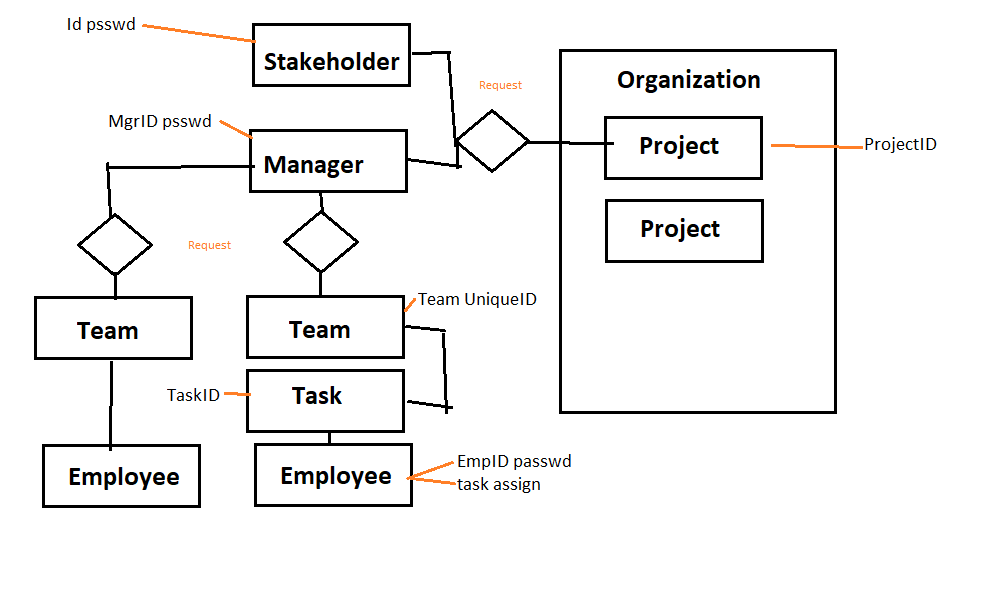 Id psswd
Stakeholder
Request
Organization
MgrID psswd
Manager
Project
ProjectID
Project
Request
Team UniqueID
Team
Team
TaskID
Task
Employee
Employee
EmpID passwd
task assign